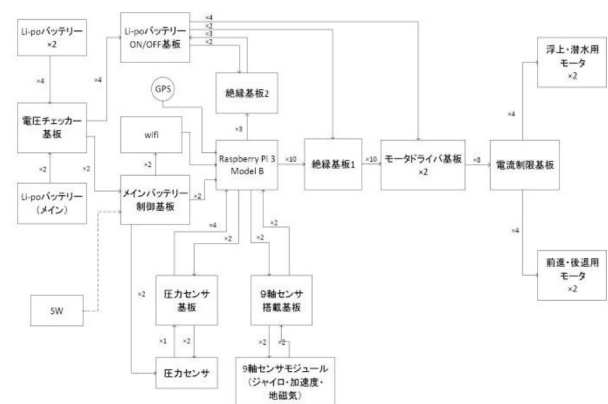 Li-poバッテリー
×2
Li-poバッテリー
ON/OFF基板
×4
×2
×3
×2
浮上・潜水用
モータ
×2
×4
×4
GPS
絶縁基板2
電圧チェッカー
基板
wifi
×3
×4
Raspberry Pi 3
Model B
×10
絶縁基板1
×10
モータドライバ基板
×2
×8
電流制限基板
×2
×2
×2
Li-poバッテリー
(メイン)
メインバッテリー
制御基板
×2
×4
×2
×2
×2
×4
SW
×2
圧力センサ
基板
9軸センサ
搭載基板
前進・後退用
モータ
×2
×1
×2
×2
×2
圧力センサ
9軸センサモジュール
(ジャイロ・加速度・
地磁気)